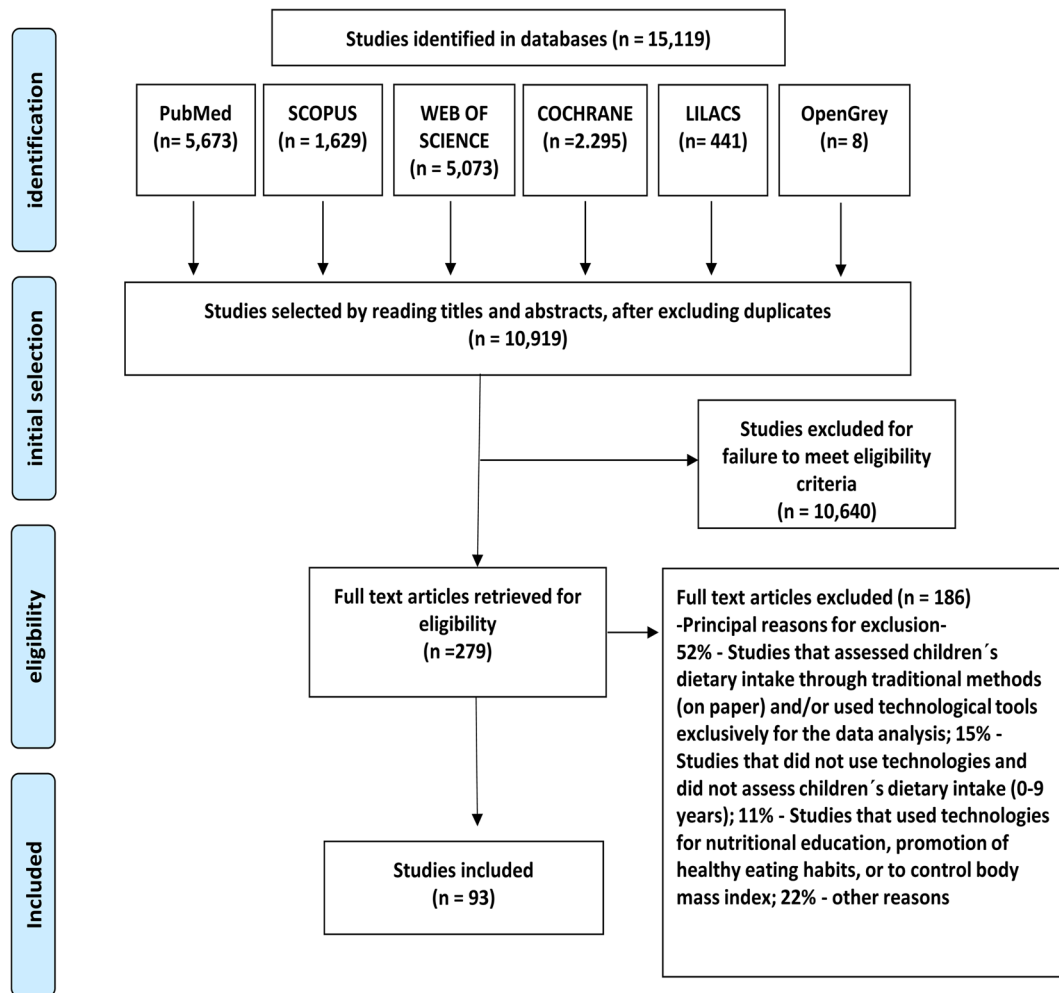 identification
Studies identified in databases (n = 15,119)
PubMed
(n= 5,673)
SCOPUS
(n = 1,629)
WEB OF
SCIENCE
(n = 5,073)
COCHRANE
(n =2.295)
LILACS
(n= 441)
OpenGrey
(n= 8)
initial selection
Studies selected by reading titles and abstracts, after excluding duplicates
(n = 10,919)
Studies excluded for
failure to meet eligibility
criteria
(n = 10,640)
eligibility
Full text articles retrieved for
eligibility
(n =279)
Full text articles excluded (n = 186)
-Principal reasons for exclusion-
52% - Studies that assessed children´s
dietary intake through traditional methods
(on paper) and/or used technological tools
exclusively for the data analysis; 15% -
Studies that did not use technologies and
did not assess children´s dietary intake (0-9
years); 11% - Studies that used technologies
for nutritional education, promotion of
healthy eating habits, or to control body
mass index; 22% - other reasons
Included
Studies included
(n = 93)